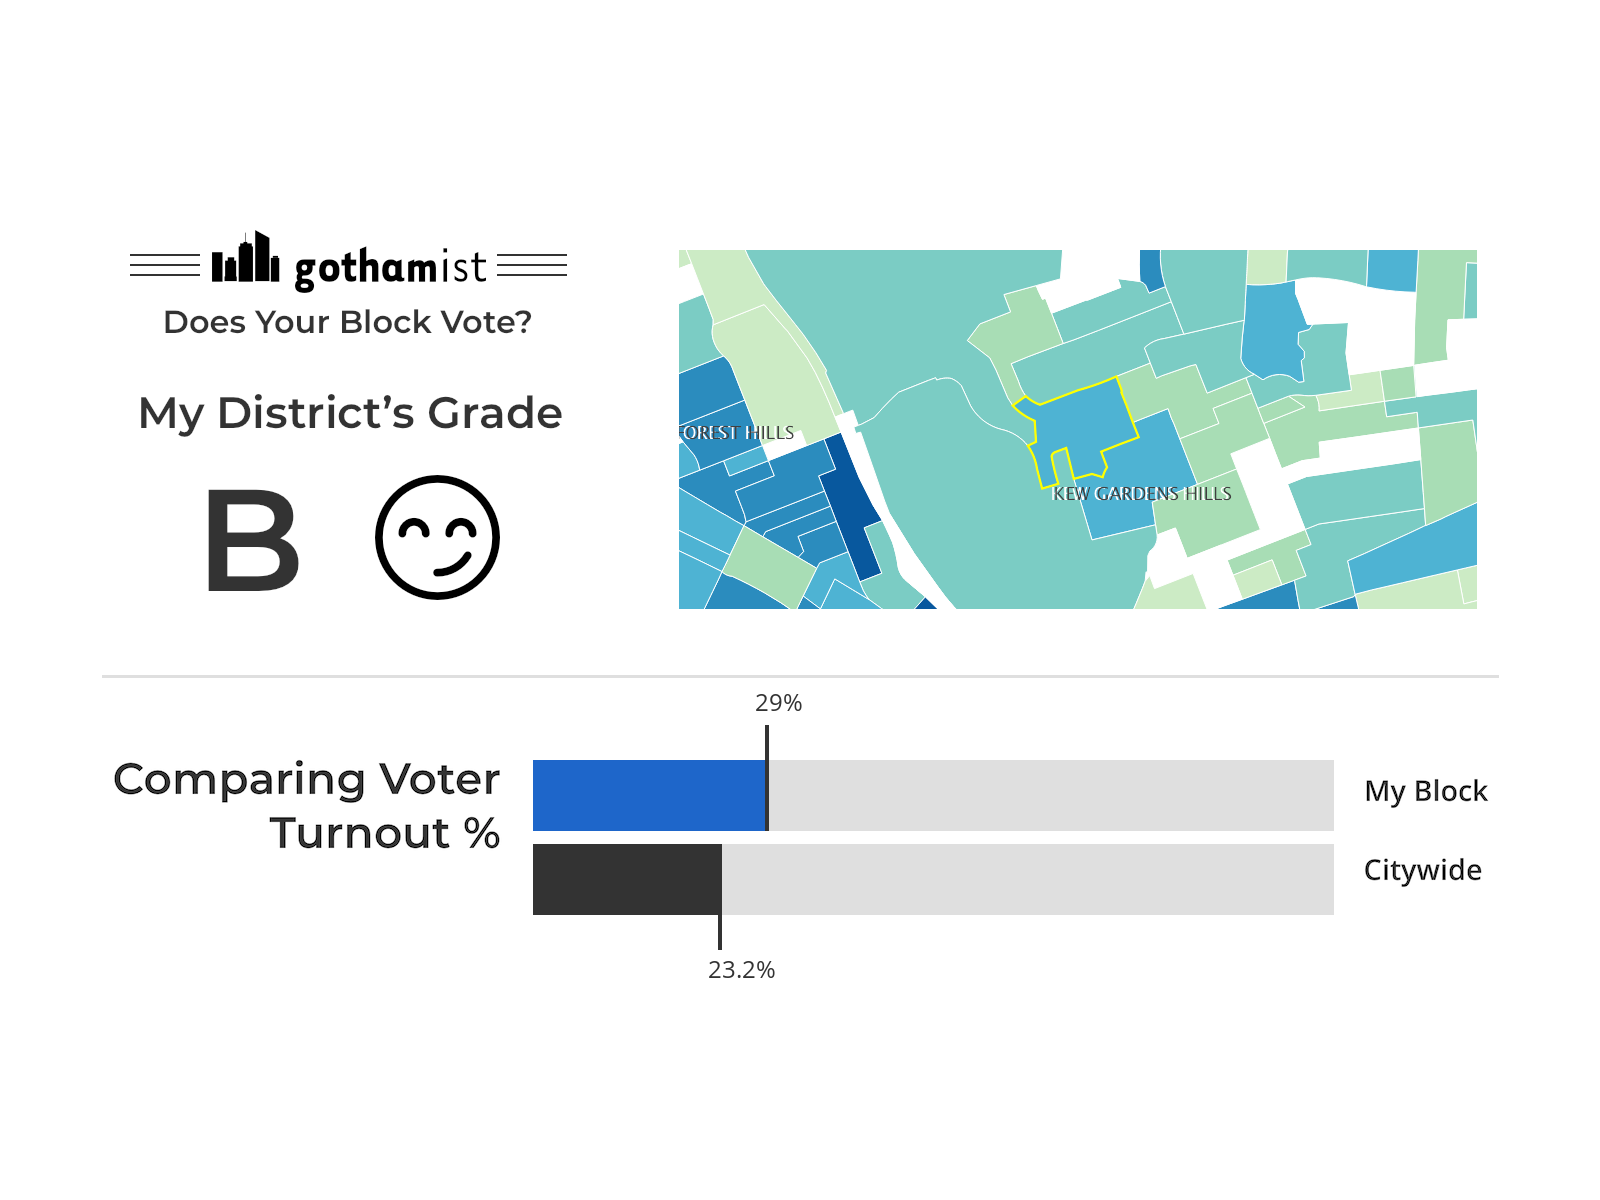 gothamist
Does Your Block Vote?
My District’s Grade
B
FOREST HILLS
KEW GARDENS HILLS
29%
Comparing Voter
Turnout %
My Block
Citywide
23.2%